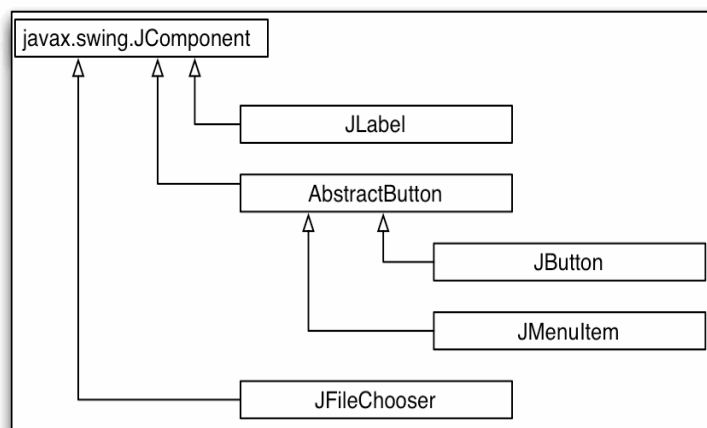 javax.swing.JComponent
JLabel
AbstractButton
JButton
JMenuItem
JFileChooser